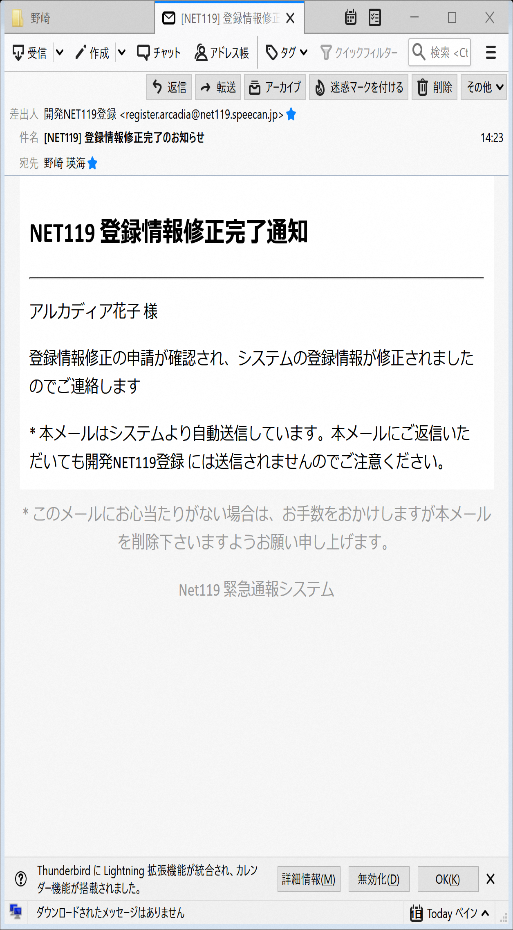 野崎
[NET119] 登録情報修正
受信
作成
チャット
アドレス帳
タグ
クイックフィルター
検索 <Ct
返信
転送
アーカイブ
迷惑マークを付ける
削除
その他
差出人 開発NET119登録 <register.arcadia@net119.speecan.jp>
件名 [NET119] 登録情報修正完了のお知らせ 14:23
宛先 野崎 瑛海
NET119 登録情報修正完了通知
アルカディア花子 様
登録情報修正の申請が確認され、システムの登録情報が修正されました
のでご連絡します
* 本メールはシステムより自動送信しています。本メールにご返信いた
だいても開発NET119登録 には送信されませんのでご注意ください。
* このメールにお心当たりがない場合は、お手数をおかけしますが本メール
を削除下さいますようお願い申し上げます。
Net119 緊急通報システム
Thunderbird に Lightning 拡張機能が統合され、カレン
ダー機能が搭載されました。
詳細情報(M)
無効化(D)
OK(K)
ダウンロードされたメッセージはありません
Today ペイン